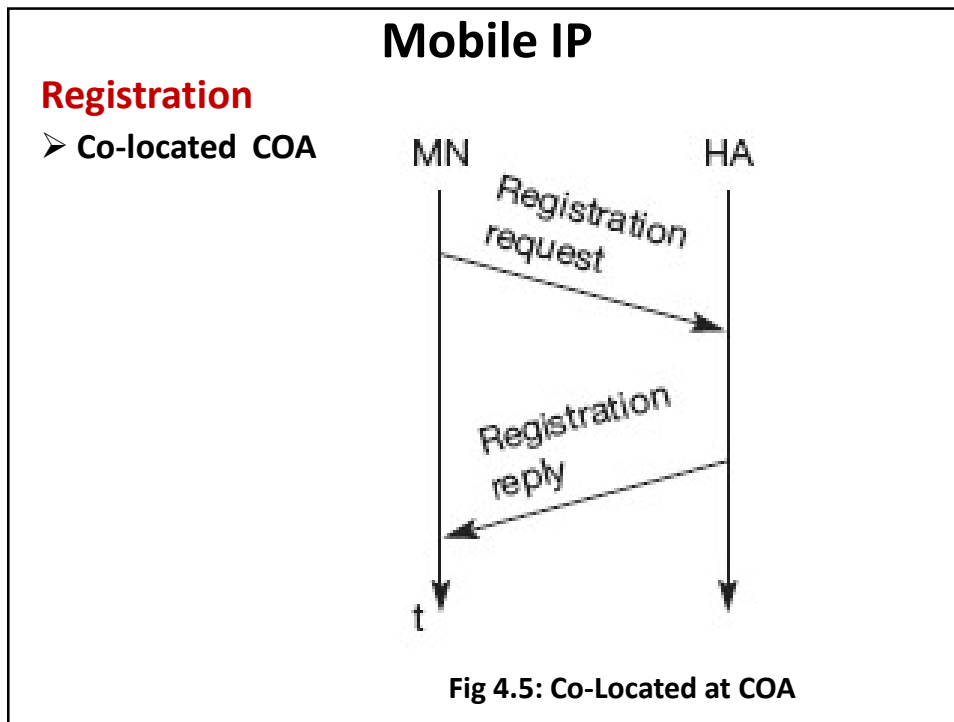 Mobile IP
Registration
➢ Co-located COA
MN
HA
Registration
request
Registration
reply
t
Fig 4.5: Co-Located at COA